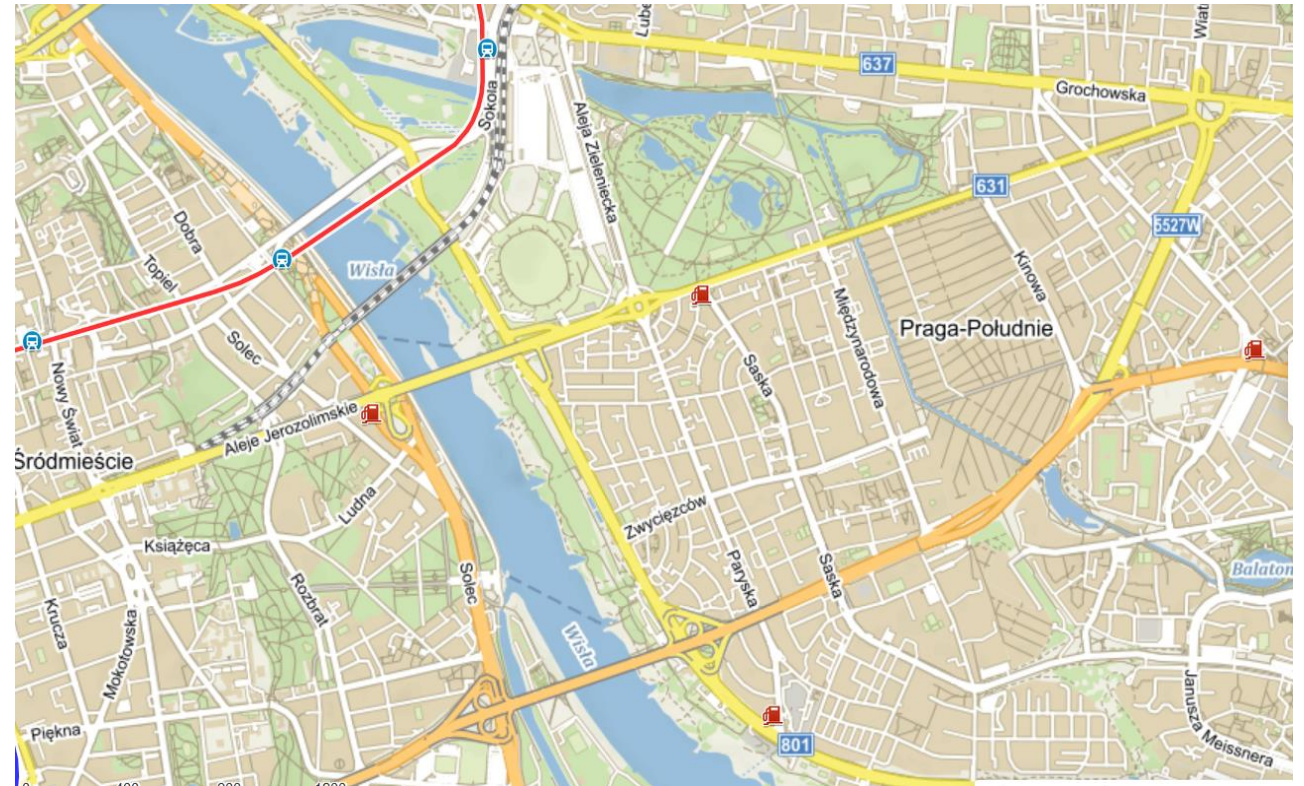 637
Grochowska
Sokola
Aleja Zieleniecka
631
5527W
Dobra
Topiel
Wisła
Kinowa
Międzynarodowa
Praga-Południe
Solec
Saska
Nowy Świat
Aleje Jerozolimskie
Śródmieście
Ludna
Zwycięzców
Książęca
Paryska
Saska
Solec
Balaton
Rozbrat
Krucza
Mokotowska
Wisła
Janusza Meissnera
Piękna
801